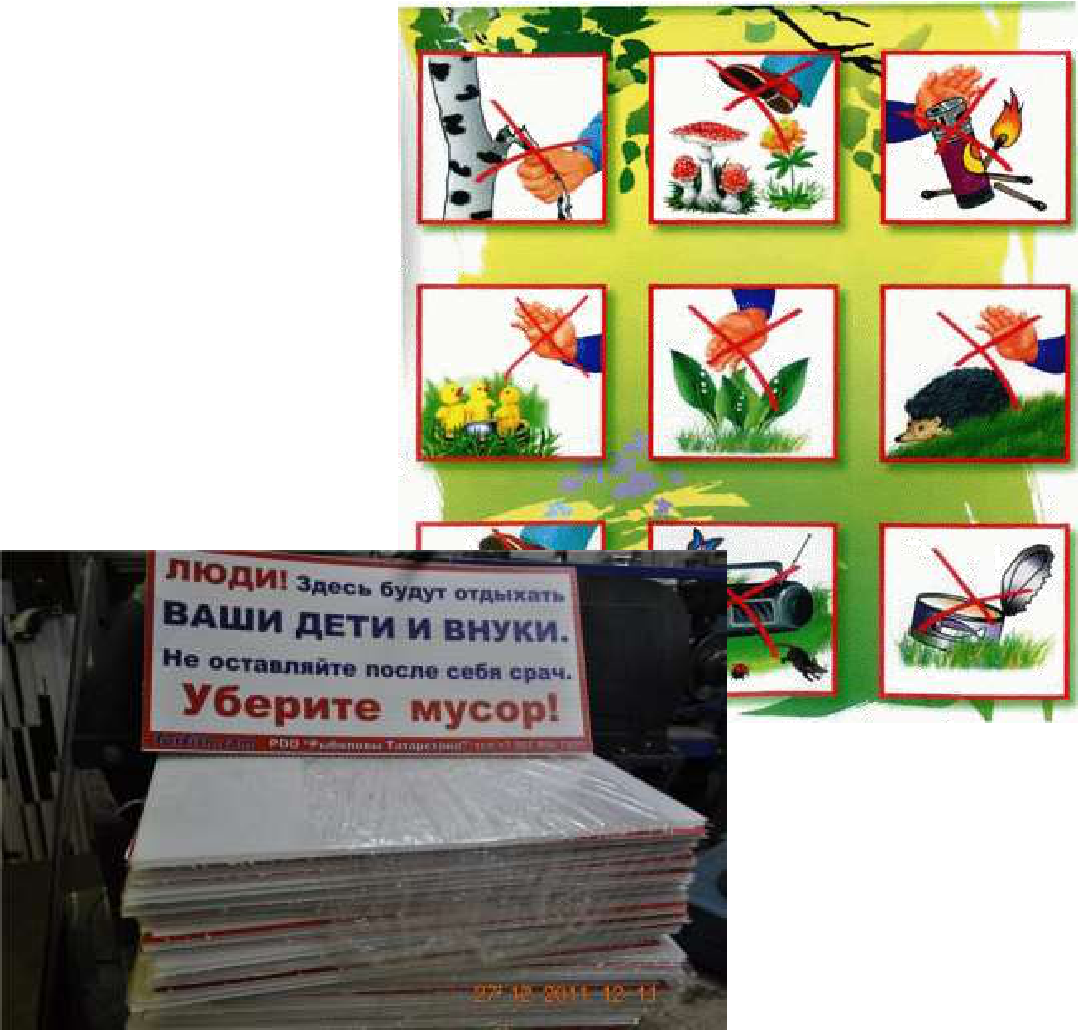 ЛЮДИ! Здесь будут отдыхать
ВАШИ ДЕТИ И ВНУКИ.
Не оставляйте после себя срач.
Уберите мусор!
РОО "Рыболовы Татарстана"
27 12 2011 12 11